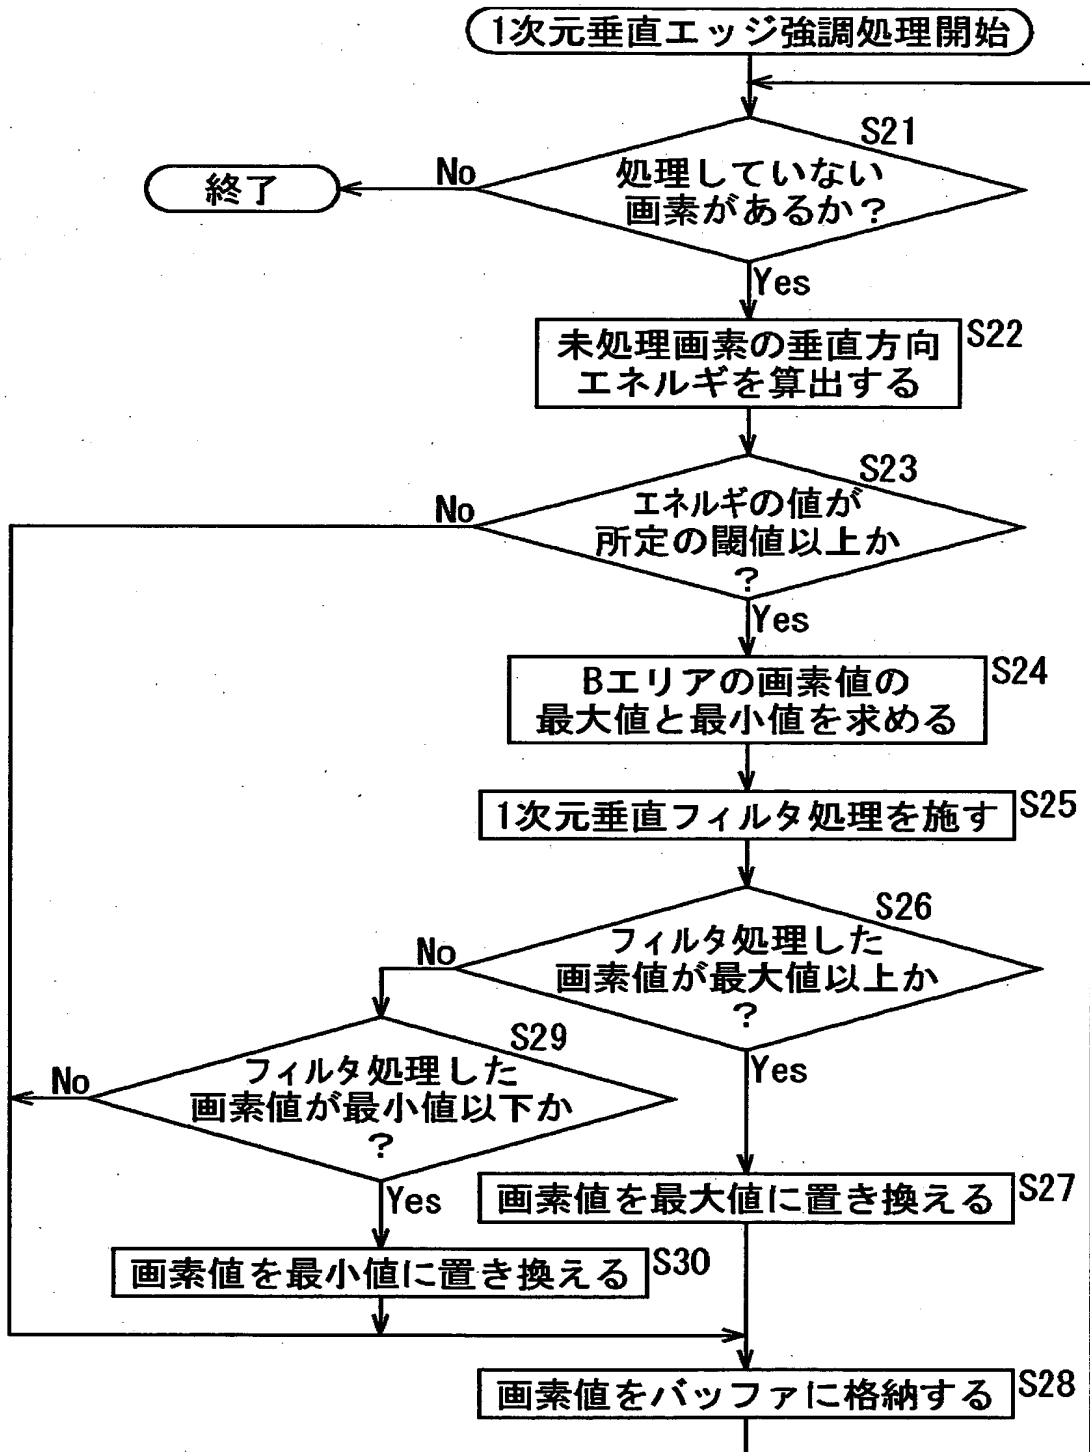 1次元垂直エッジ強調処理開始
S21
処理していない
画素があるか?
No
終了
Yes
未処理画素の垂直方向
エネルギを算出する
S22
S23
エネルギの値が
所定の閾値以上か
?
No
Yes
Bエリアの画素値の
最大値と最小値を求める
S24
1次元垂直フィルタ処理を施す
S25
S26
フィルタ処理した
画素値が最大値以上か
?
No
Yes
S29
フィルタ処理した
画素値が最小値以下か
?
No
Yes
画素値を最大値に置き換える
S27
画素値を最小値に置き換える
S30
画素値をバッファに格納する
S28